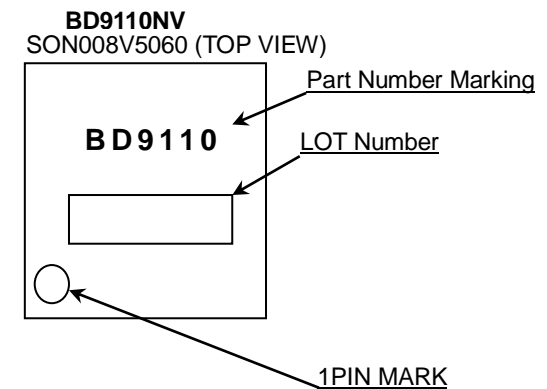 BD9110NV
SON008V5060 (TOP VIEW)
Part Number Marking
BD9110
LOT Number
1PIN MARK